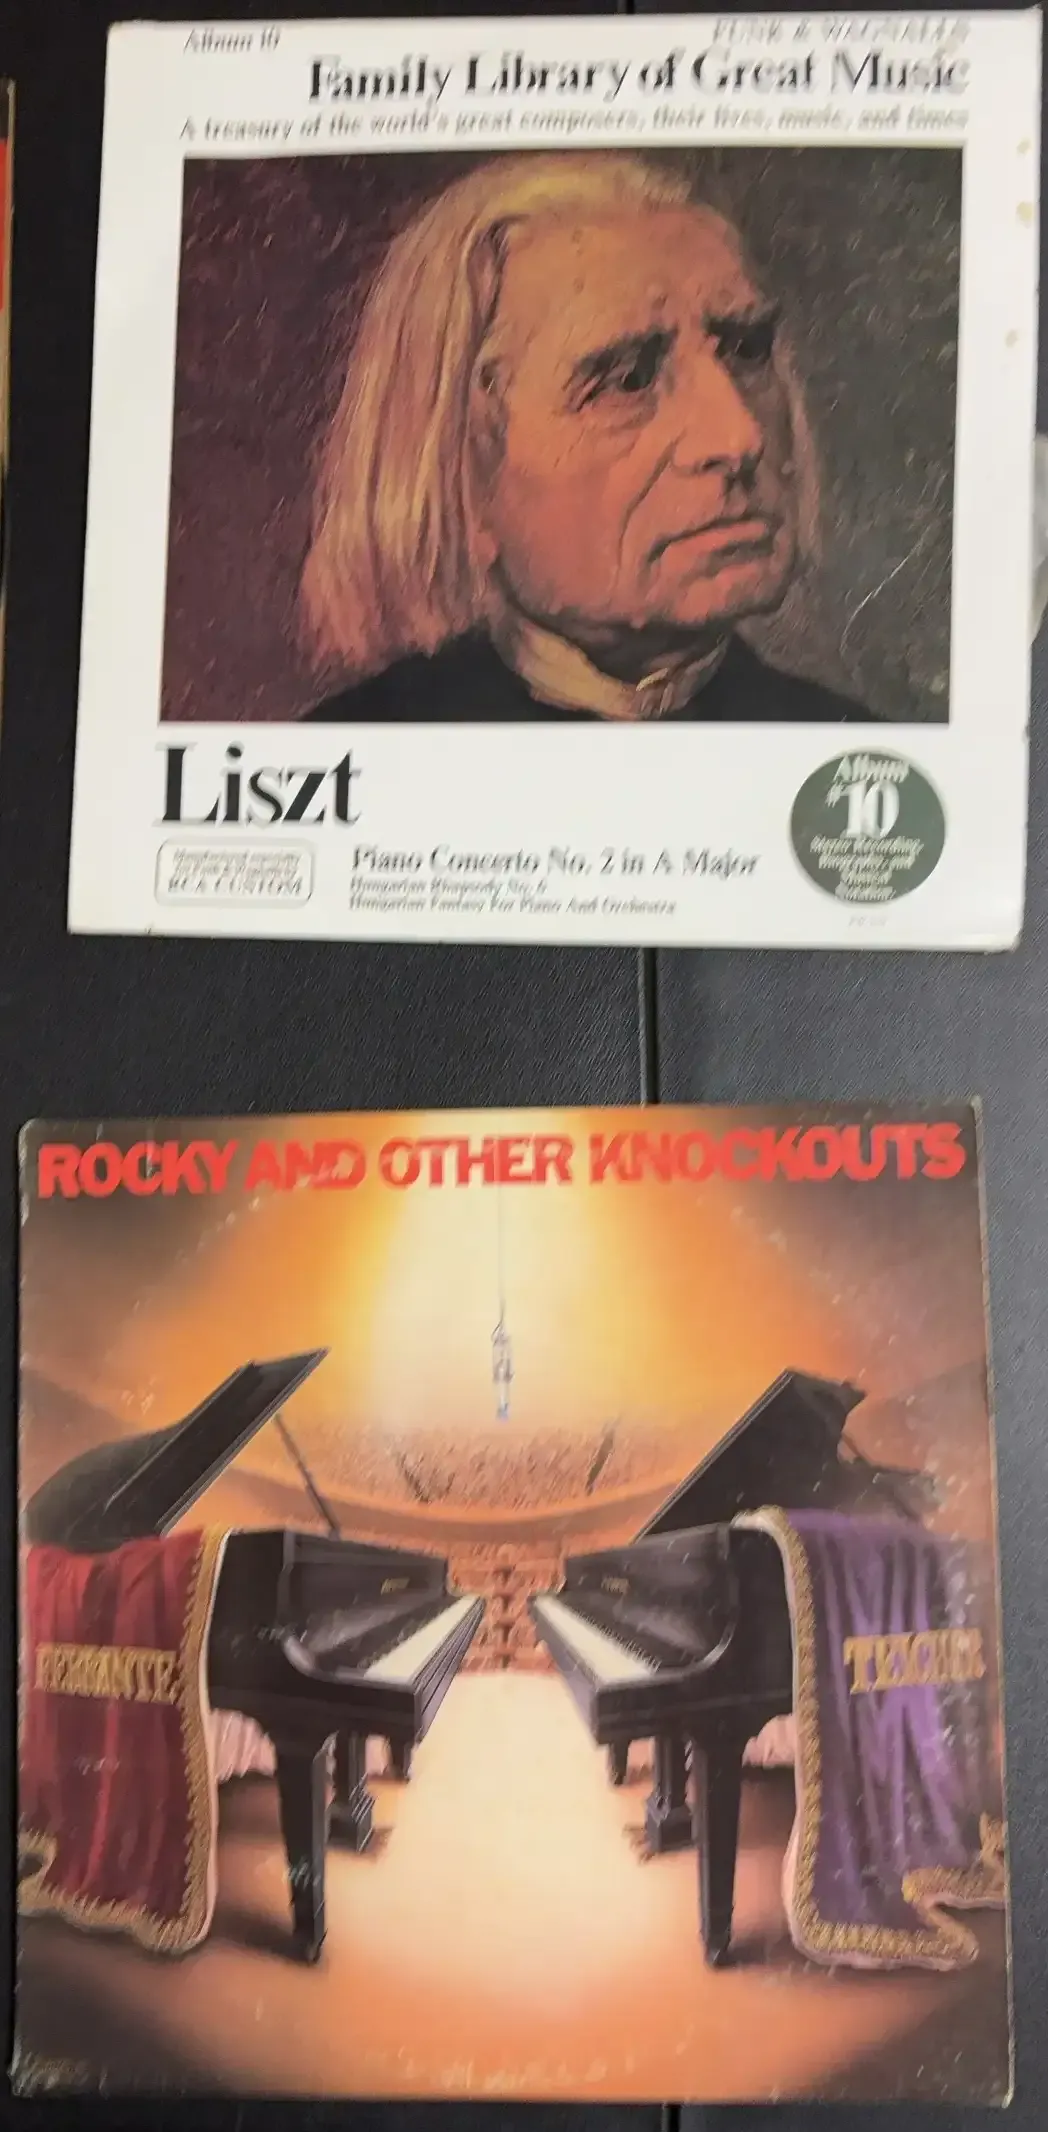 Album 10
FUNK & WAGNALLS
Family Library of Great Music
A treasury of the world's great composers, their lives, music, and times
Liszt
RCA CUSTOM
Piano Concerto No. 2 in A Major
Hungarian Rhapsody No. 6
Hungarian Fantasy For Piano And Orchestra
Album
#10
ROCKY AND OTHER KNOCKOUTS
FERRANTE
TEICHER